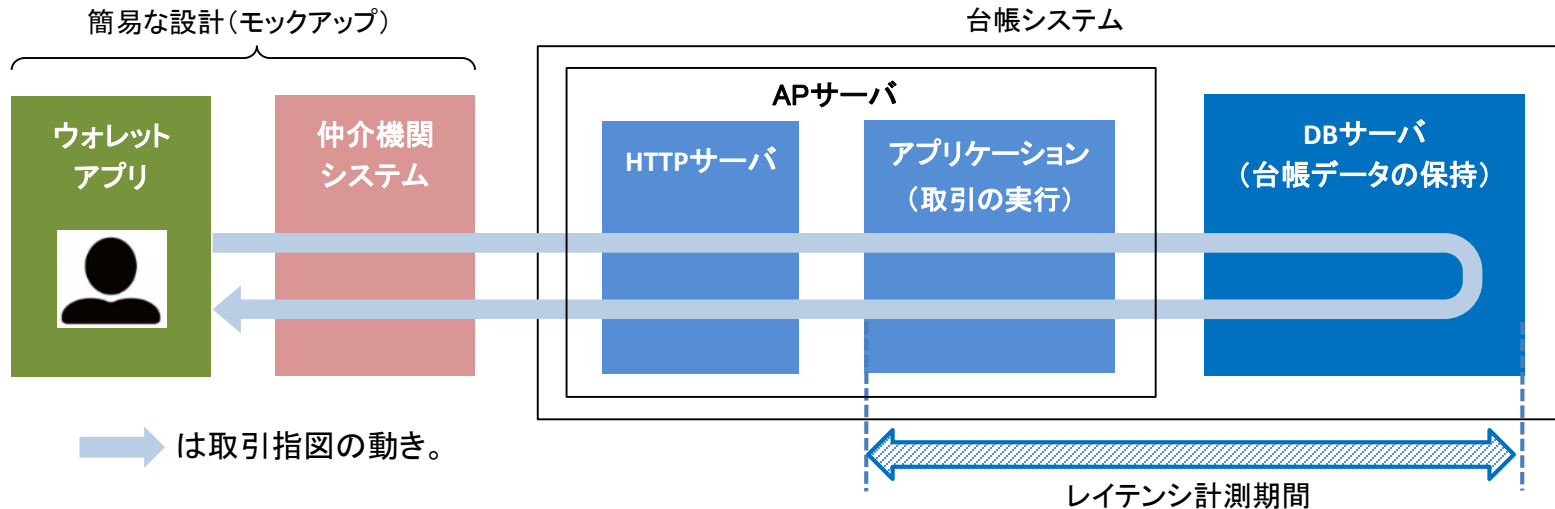 簡易な設計（モックアップ）
台帳システム
APサーバ
ウォレット
アプリ
仲介機関
システム
HTTPサーバ
アプリケーション
（取引の実行）
DBサーバ
（台帳データの保持）
は取引指図の動き。
レイテンシ計測期間